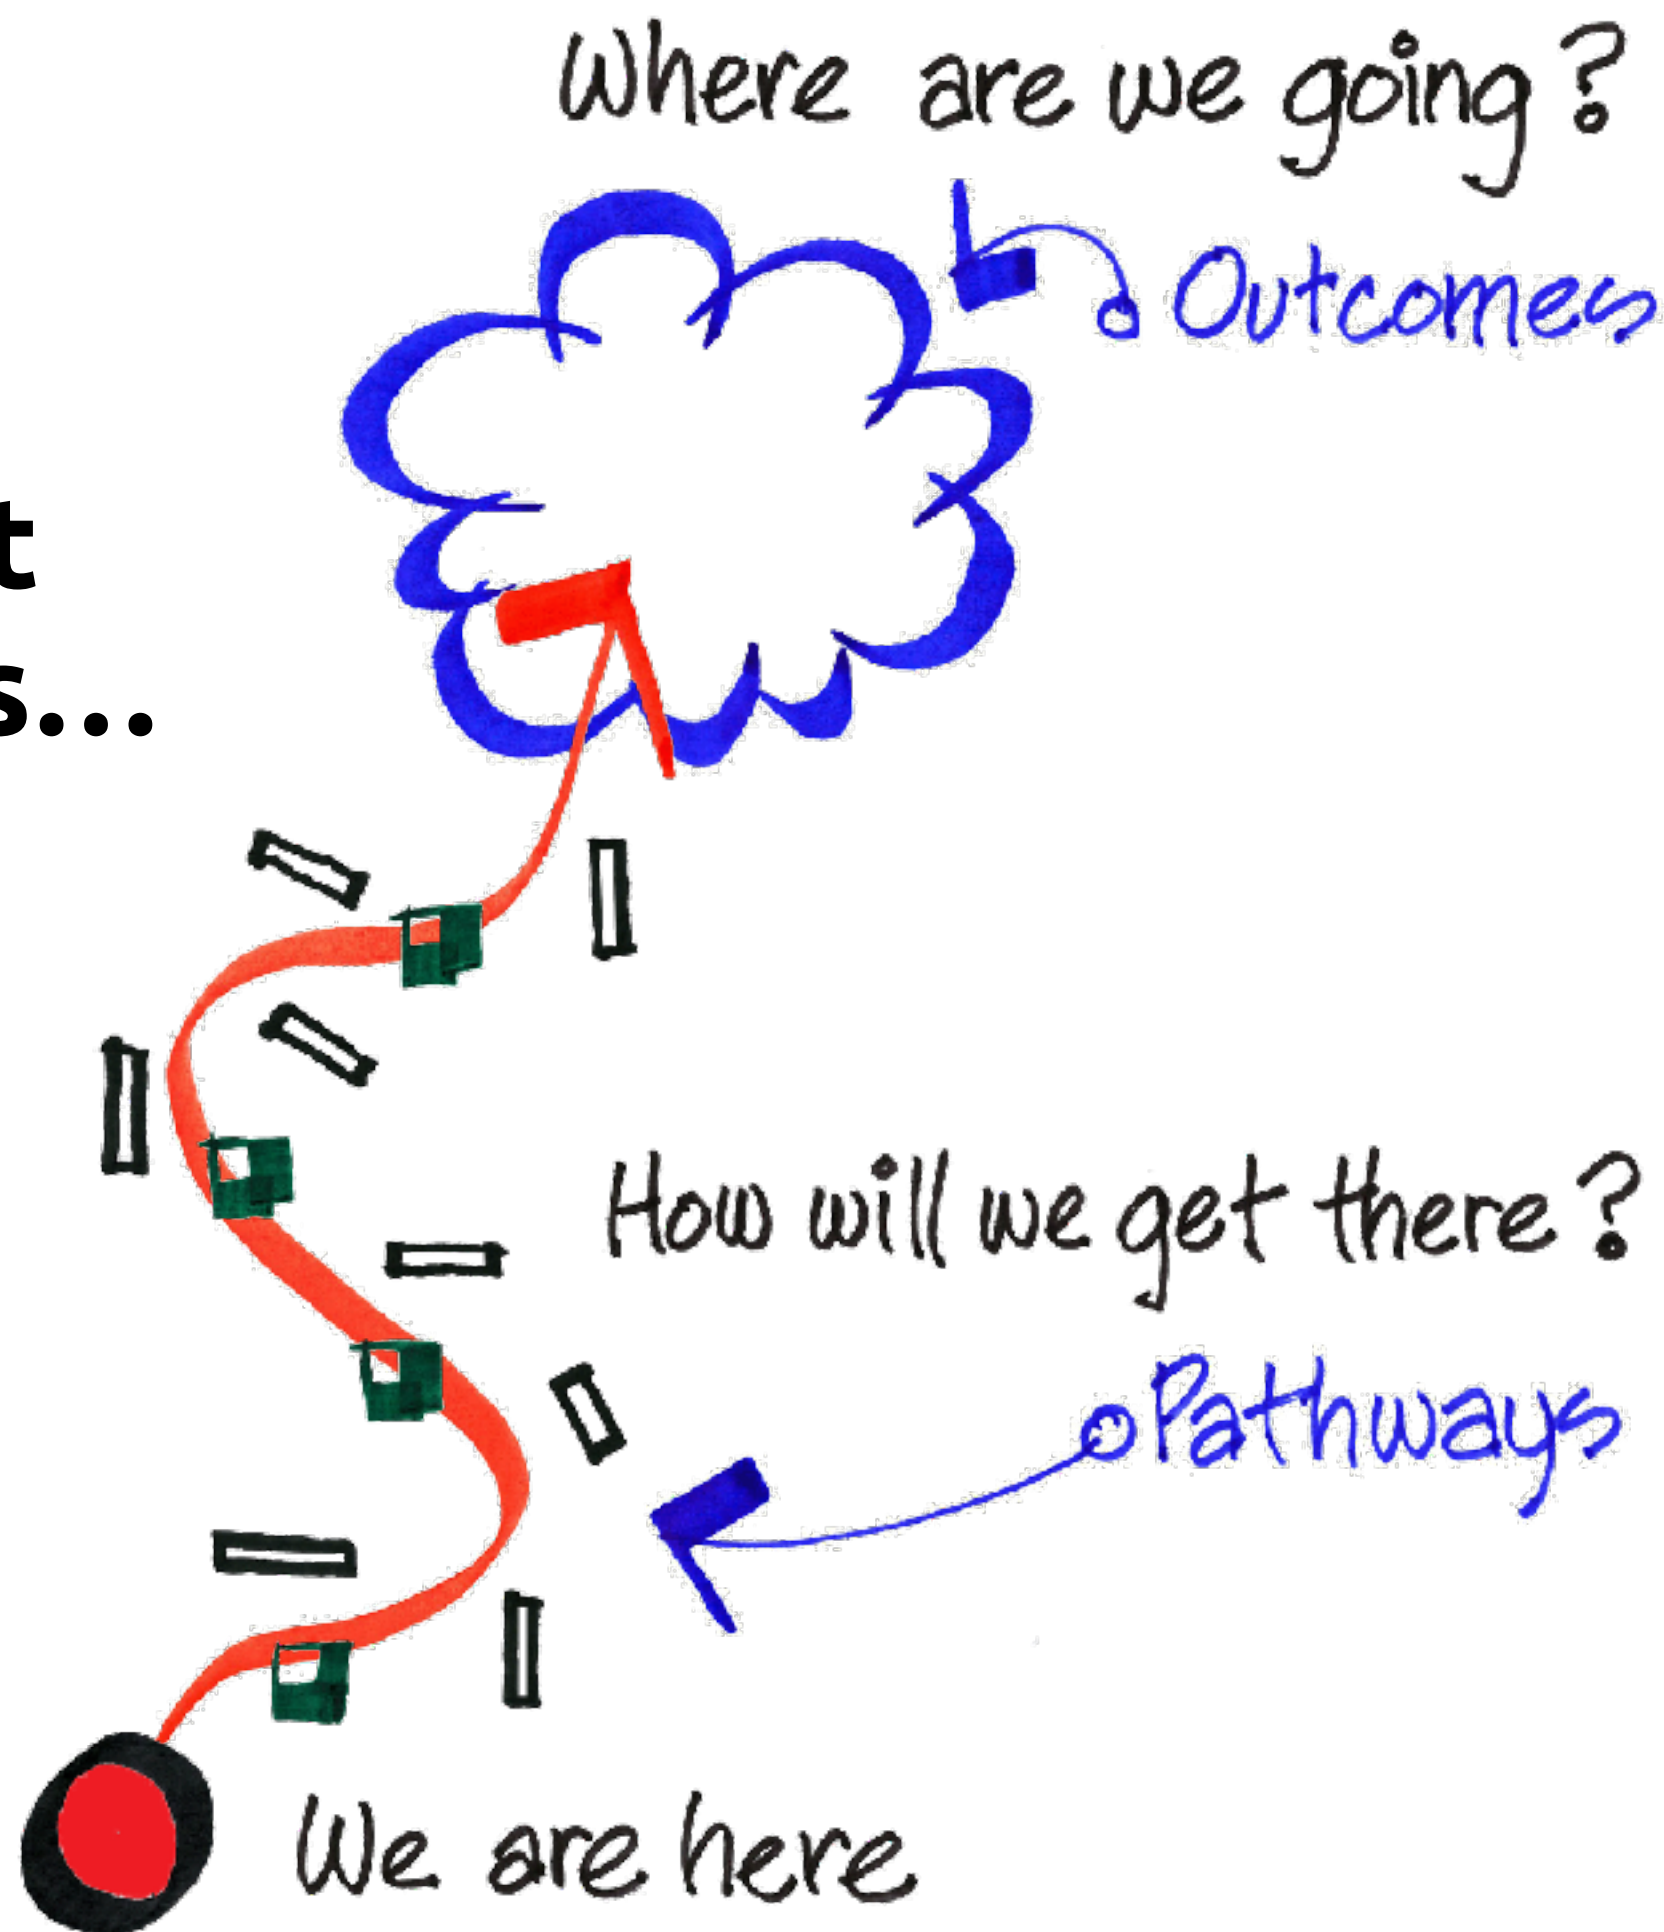 Where are we going?
Outcomes
t
s...
How will we get there?
Pathways
We are here